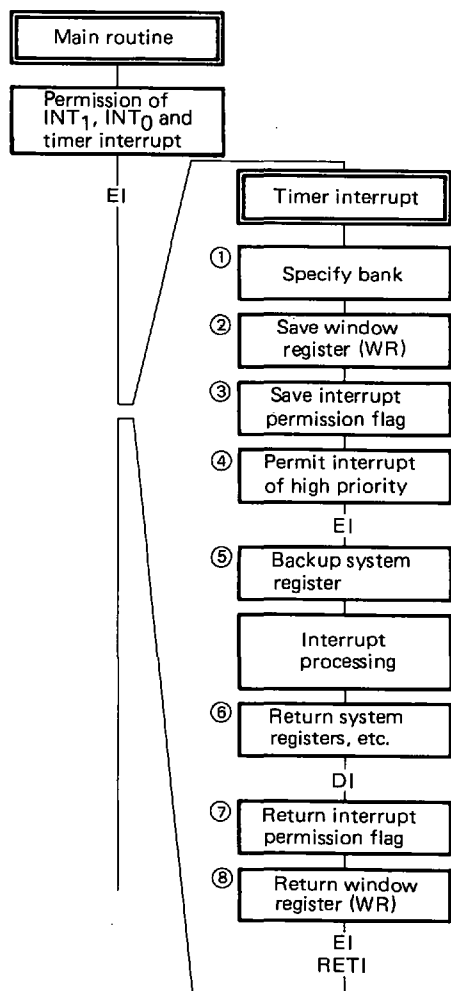 Main routine
Permission of
INT1, INT0 and
timer interrupt
EI
Timer interrupt
① Specify bank
② Save window
register (WR)
③ Save interrupt
permission flag
④ Permit interrupt
of high priority
EI
⑤ Backup system
register
Interrupt
processing
⑥ Return system
registers, etc.
DI
⑦ Return interrupt
permission flag
⑧ Return window
register (WR)
EI
RETI